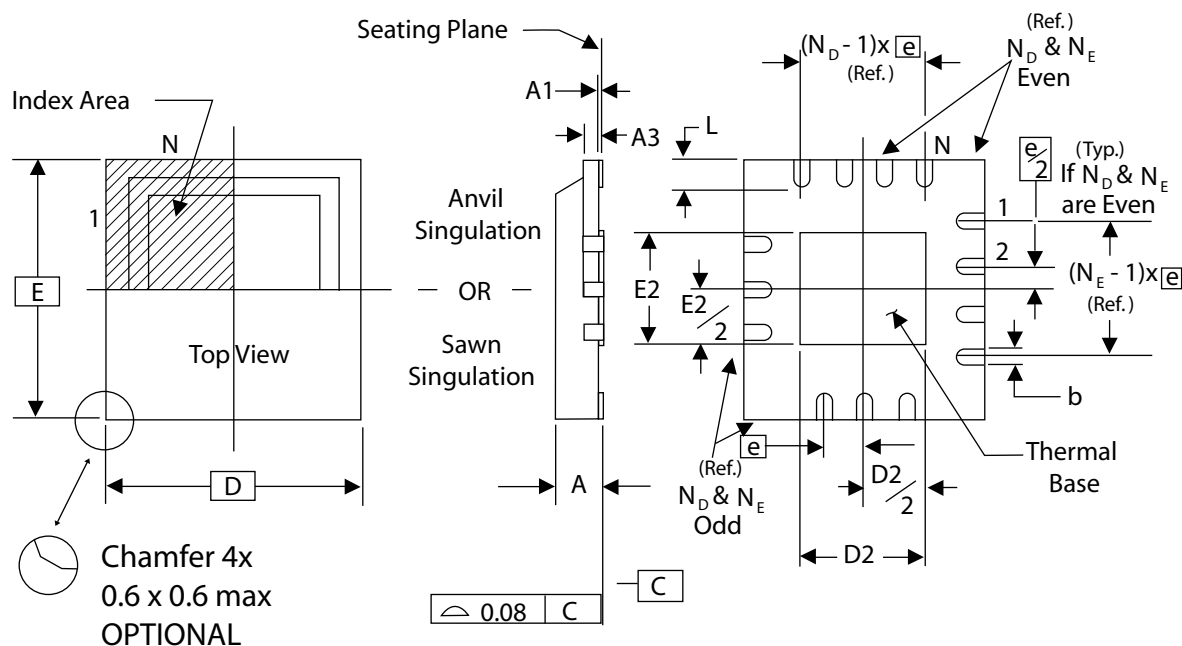 Seating Plane
Index Area
N
1
E
Top View
D
Chamfer 4x
0.6 x 0.6 max
OPTIONAL
A1
A3
Anvil
Singulation
OR
Sawn
Singulation
A
0.08 C
C
L
(N_D - 1)x e
(Ref.)
(Ref.)
N_D & N_E
Even
N
e/2
(Typ.)
If N_D & N_E
are Even
1
2
(N_E - 1)x e
(Ref.)
b
E2
E2/2
(Ref.)
N_D & N_E
Odd
e
D2/2
D2
Thermal
Base